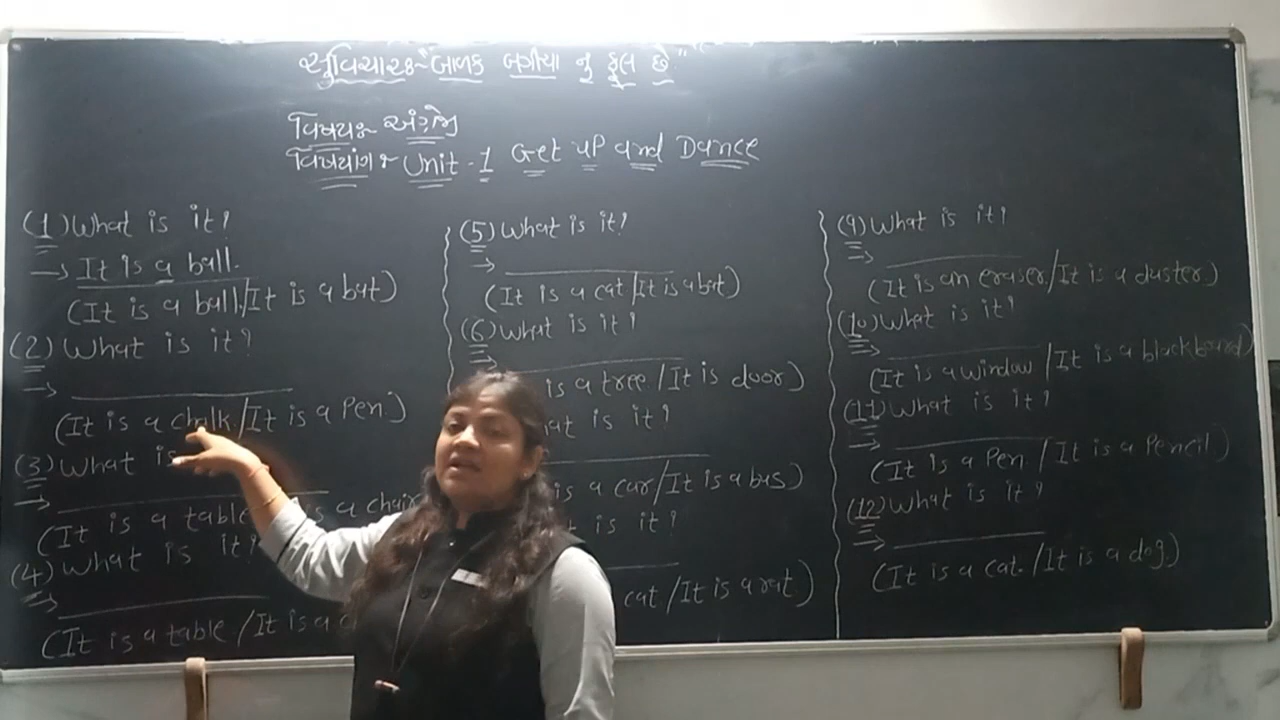 સુવિચારઃ- "બાળક બગીચા નુ ફૂલ છે."
વિષયઃ- અંગ્રેજી
વિષયાંગઃ- Unit -1 Get up and Dance
(1) What is it?
→ It is a ball.
(It is a ball./It is a bat)
(2) What is it?
→
(It is a chalk./It is a Pen.)
(3) What is
→
(It is a table s a chair
(4) What is it?
→
(It is a table /It is a c
(5) What is it?
→
(It is a cat/It is a bat)
(6) What is it?
→
is a tree./It is door)
at is it?
is a car/It is a bus)
t is it?
cat/It is a rat)
(9) What is it?
→
(It is an eraser./It is a duster)
(10) What is it?
→
(It is a window /It is a blackboard)
(11) What is it?
→
(It is a Pen /It is a Pencil)
(12) What is it?
→
(It is a cat. /It is a dog.)